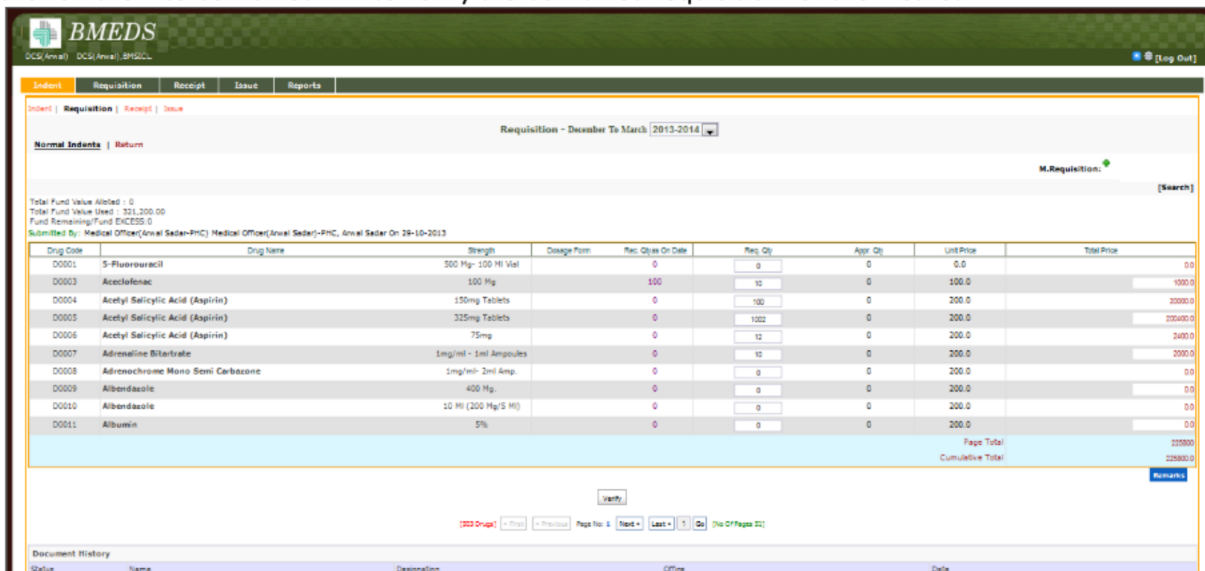 BMEDS
DCS(Arwal) DCS(Arwal),BMSICL
[Log Out]
Indent Requisition Receipt Issue Reports
Indent | Requisition | Receipt | Issue
Requisition - December To March 2013-2014
Normal Indents | Return
M.Requisition:
[Search]
Total Fund Value Alloted : 0
Total Fund Value Used : 321,200.00
Fund Remaining/Fund EXCESS:0
Submitted By: Medical Officer(Arwal Sadar-PHC) Medical Officer(Arwal Sadar)-PHC, Arwal Sadar On 29-10-2013
Drug Code Drug Name Strength Dosage Form Rec. Qty.as On Date Req. Qty Appr. Qty Unit Price Total Price
D0001 5-Fluorouracil 500 Mg- 100 Ml Vial 0 0 0 0.0 0.0
D0003 Aceclofenac 100 Mg 100 10 0 100.0 1000.0
D0004 Acetyl Salicylic Acid (Aspirin) 150mg Tablets 0 100 0 200.0 20000.0
D0005 Acetyl Salicylic Acid (Aspirin) 325mg Tablets 0 1002 0 200.0 200400.0
D0006 Acetyl Salicylic Acid (Aspirin) 75mg 0 12 0 200.0 2400.0
D0007 Adrenaline Bitartrate 1mg/ml - 1ml Ampoules 0 10 0 200.0 2000.0
D0008 Adrenochrome Mono Semi Carbazone 1mg/ml- 2ml Amp. 0 0 0 200.0 0.0
D0009 Albendazole 400 Mg. 0 0 0 200.0 0.0
D0010 Albendazole 10 Ml (200 Mg/5 Ml) 0 0 0 200.0 0.0
D0011 Albumin 5% 0 0 0 200.0 0.0
Page Total 225800
Cumulative Total 225800.0
Remarks
Verify
[303 Drugs] « First « Previous Page No: 1 Next » Last » 1 Go [No Of Pages 31]
Document History
Status Name Designation Office Date